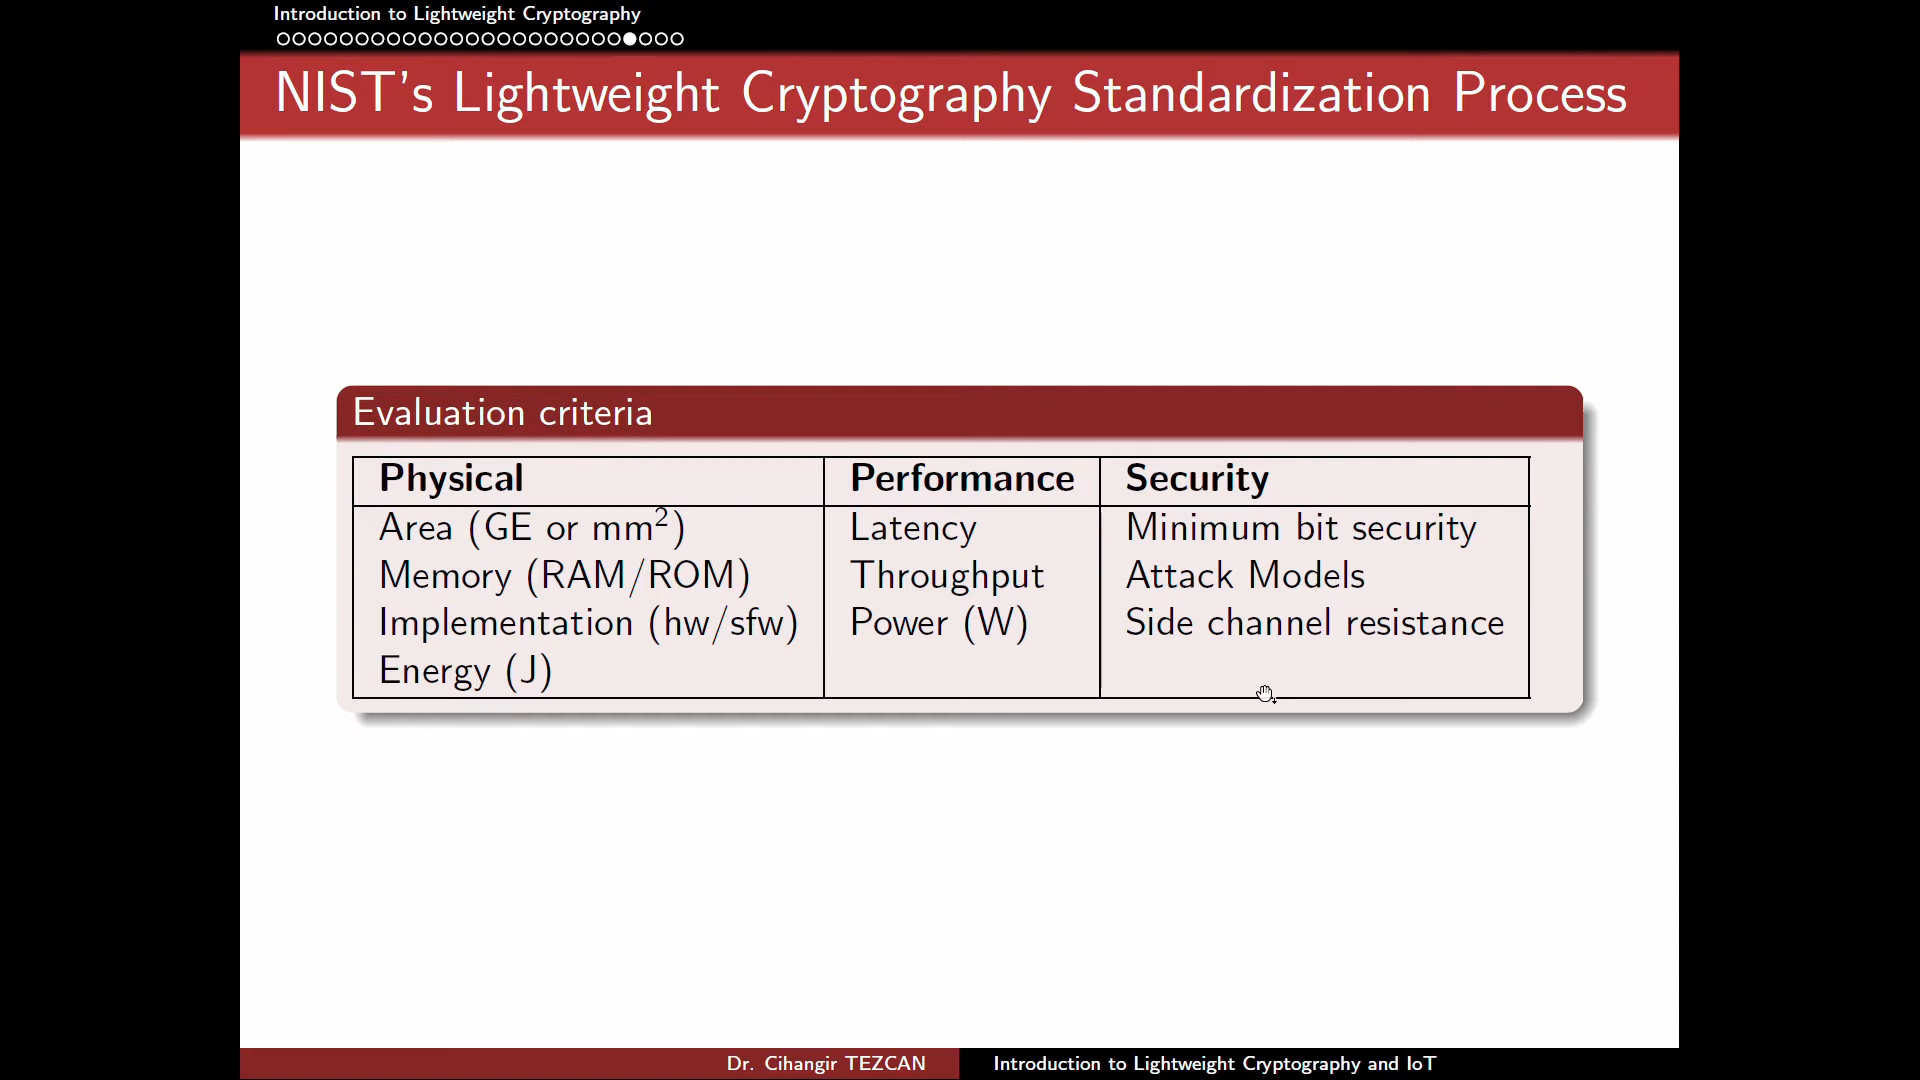 Introduction to Lightweight Cryptography
NIST's Lightweight Cryptography Standardization Process
Evaluation criteria
Physical Performance Security
Area (GE or mm²) Latency Minimum bit security
Memory (RAM/ROM) Throughput Attack Models
Implementation (hw/sfw) Power (W) Side channel resistance
Energy (J)
Dr. Cihangir TEZCAN Introduction to Lightweight Cryptography and IoT